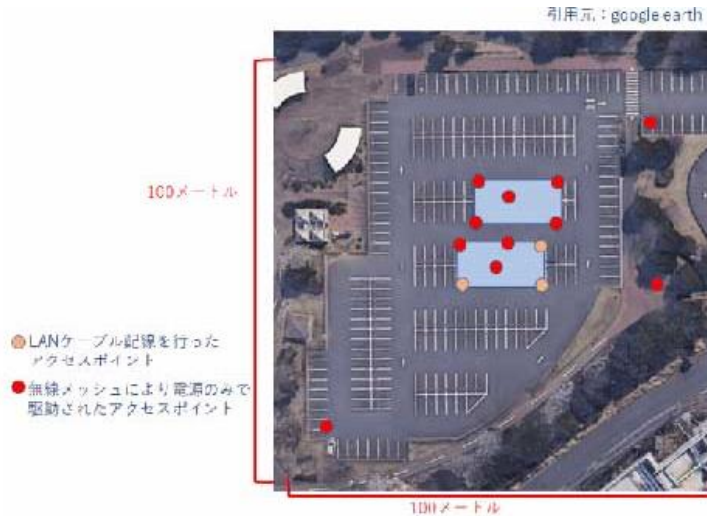 引用元：google earth
100メートル
LANケーブル配線を行った
アクセスポイント
無線メッシュにより電源のみで
駆動されたアクセスポイント
100メートル